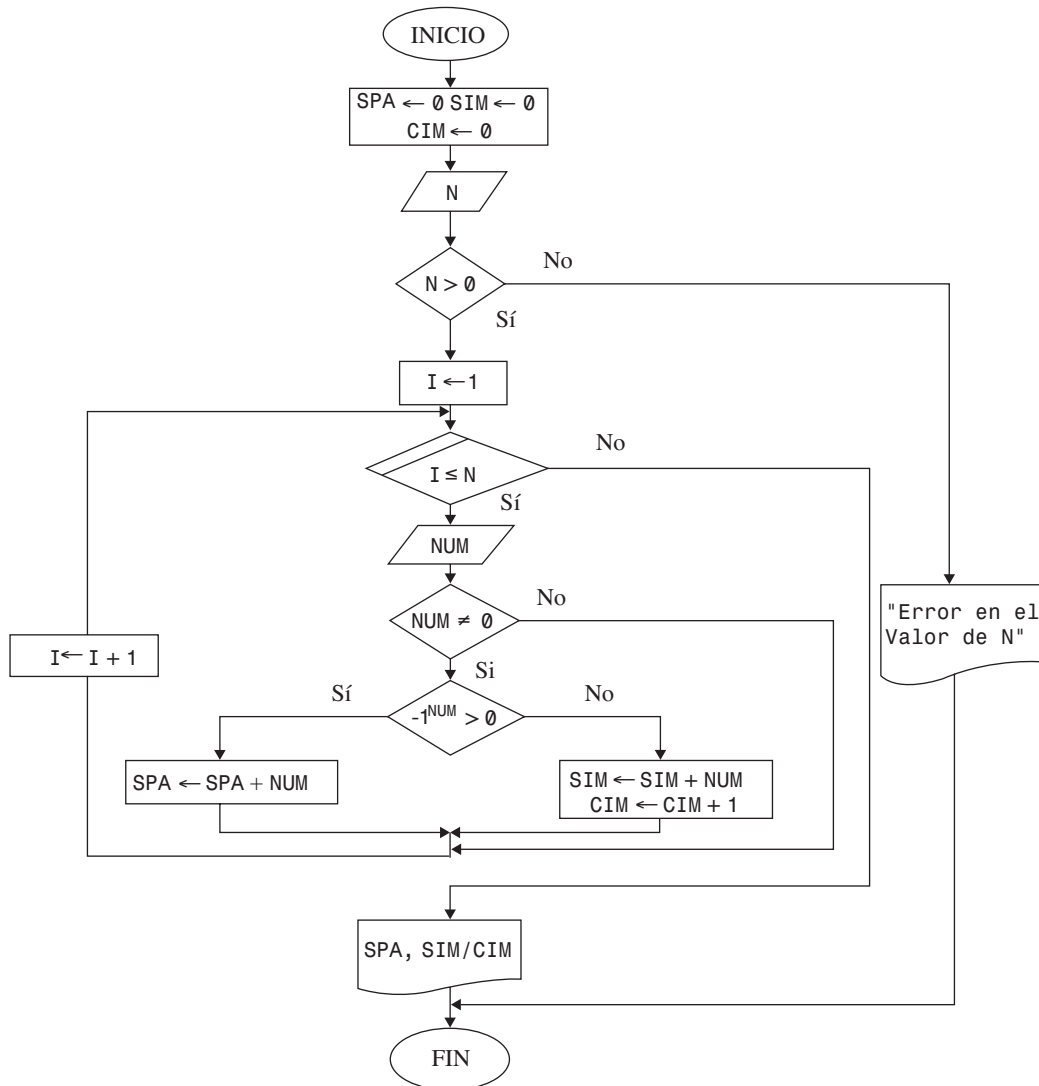 INICIO
SPA ← 0 SIM ← 0
CIM ← 0
N
N > 0
No
Sí
I ← 1
I ≤ N
No
Sí
NUM
NUM ≠ 0
No
Si
-1^NUM > 0
Sí
No
SPA ← SPA + NUM
SIM ← SIM + NUM
CIM ← CIM + 1
I ← I + 1
"Error en el
Valor de N"
SPA, SIM/CIM
FIN